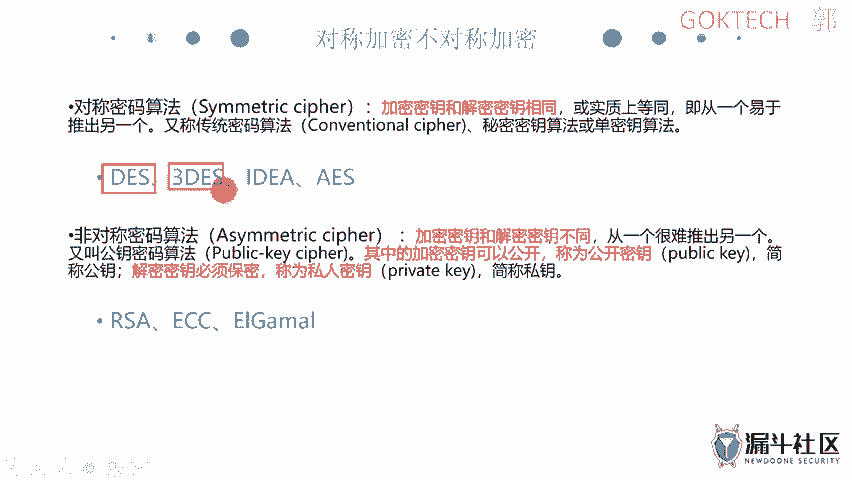 GOKTECH 郭
对称加密不对称加密
•对称密码算法（Symmetric cipher）：加密密钥和解密密钥相同，或实质上等同，即从一个易于
推出另一个。又称传统密码算法（Conventional cipher)、秘密密钥算法或单密钥算法。
• DES、3DES、IDEA、AES
•非对称密码算法（Asymmetric cipher）：加密密钥和解密密钥不同，从一个很难推出另一个。
又叫公钥密码算法（Public-key cipher)。其中的加密密钥可以公开，称为公开密钥（public key)，简
称公钥；解密密钥必须保密，称为私人密钥（private key)，简称私钥。
• RSA、ECC、ElGamal
漏斗社区
NEWDOONE SECURITY